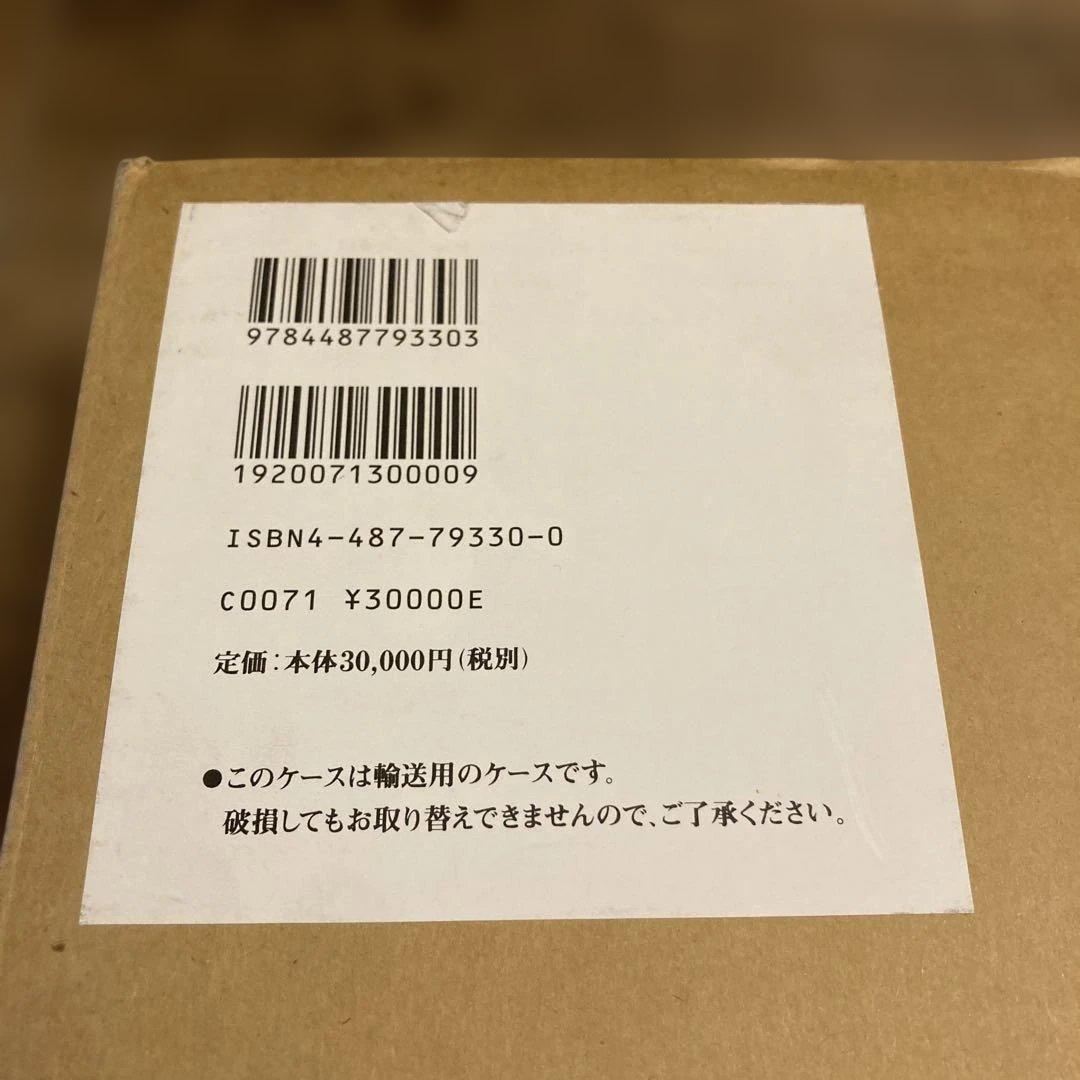 9784487793303
1920071300009
ISBN4-487-79330-0
C0071 ¥30000E
定価:本体30,000円(税別)
●このケースは輸送用のケースです。
破損してもお取り替えできませんので、ご了承ください。